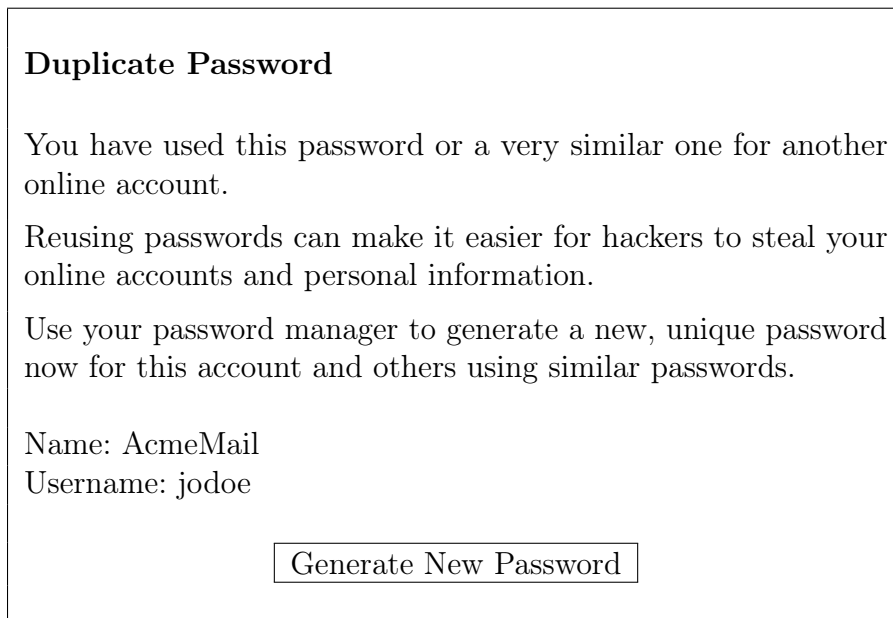 Duplicate Password
You have used this password or a very similar one for another
online account.
Reusing passwords can make it easier for hackers to steal your
online accounts and personal information.
Use your password manager to generate a new, unique password
now for this account and others using similar passwords.
Name: AcmeMail
Username: jodoe
Generate New Password